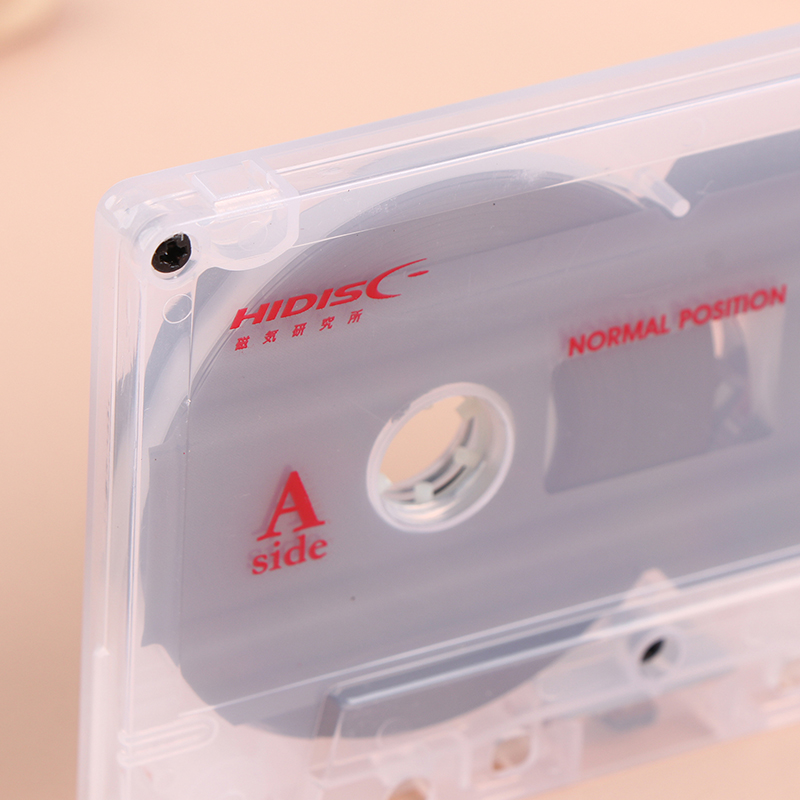 HIDISC
磁気研究所
NORMAL POSITION
A
side